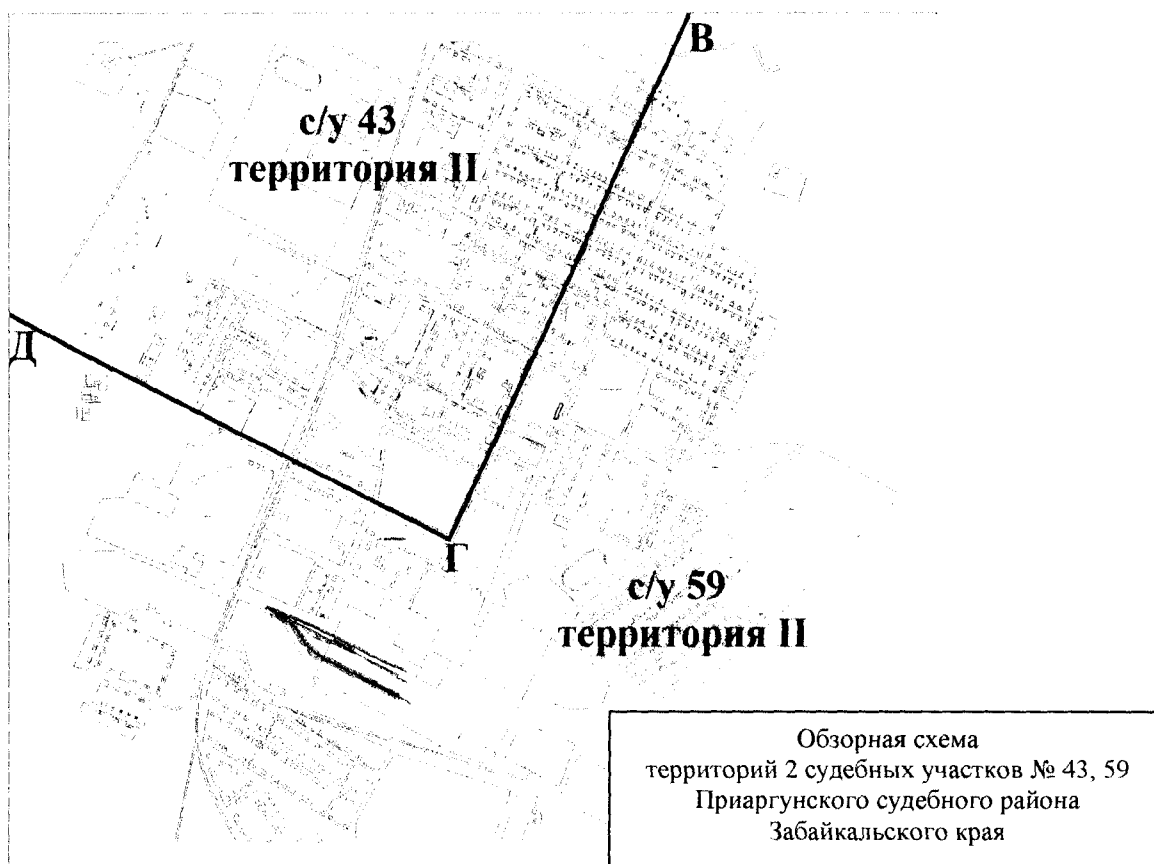 В
с/у 43
территория II
Д
Г
с/у 59
территория II
Обзорная схема
территорий 2 судебных участков № 43, 59
Приаргунского судебного района
Забайкальского края